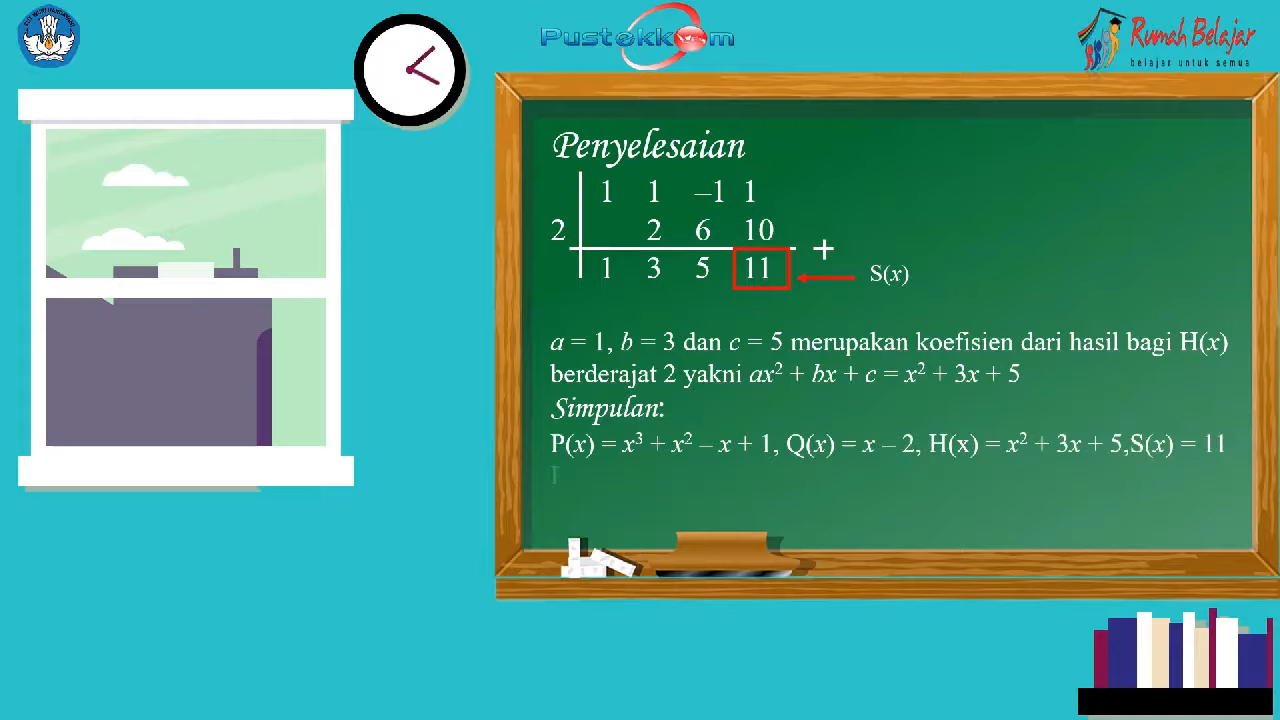 Pustekkom
Rumah Belajar
belajar untuk semua
Penyelesaian
1 1 –1 1
2 2 6 10
+
1 3 5 11
S(x)
a = 1, b = 3 dan c = 5 merupakan koefisien dari hasil bagi H(x)
berderajat 2 yakni ax² + bx + c = x² + 3x + 5
Simpulan:
P(x) = x³ + x² – x + 1, Q(x) = x – 2, H(x) = x² + 3x + 5,S(x) = 11